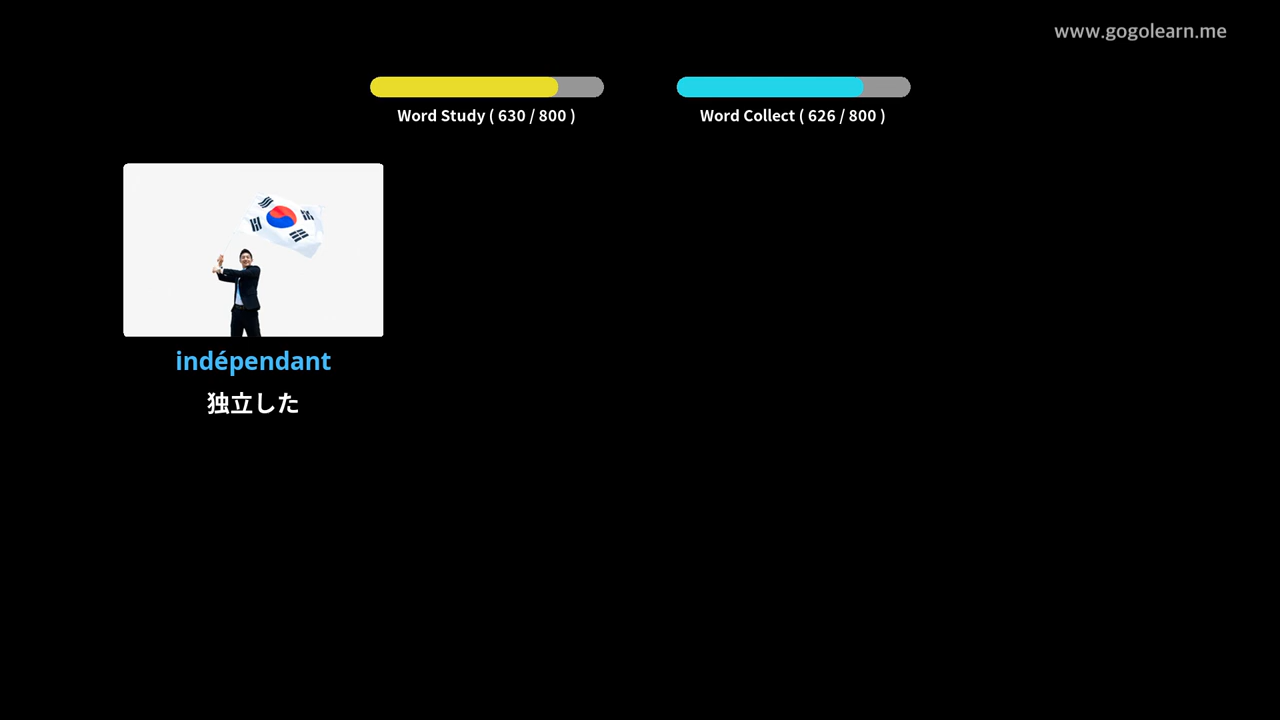 www.gogolearn.me
Word Study ( 630 / 800 )
Word Collect ( 626 / 800 )
indépendant
独立した